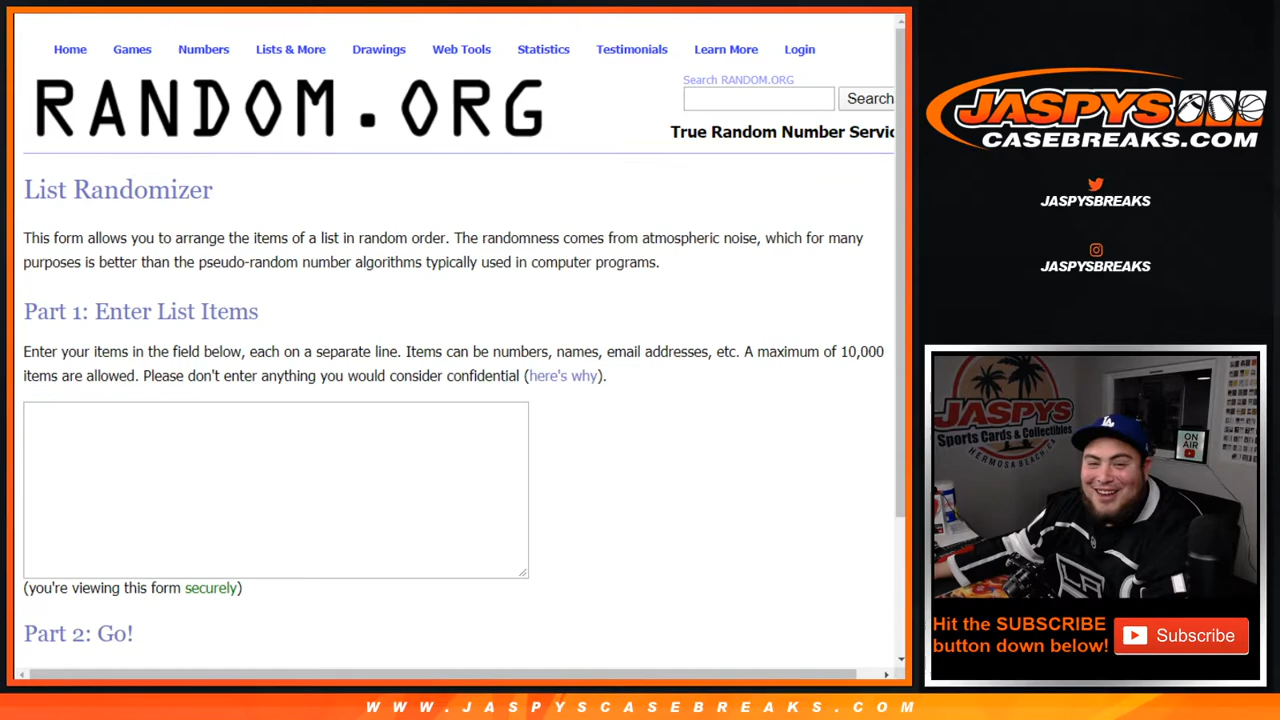 Home Games Numbers Lists & More Drawings Web Tools Statistics Testimonials Learn More Login
RANDOM.ORG
Search RANDOM.ORG
Search
True Random Number Servic
List Randomizer
This form allows you to arrange the items of a list in random order. The randomness comes from atmospheric noise, which for many
purposes is better than the pseudo-random number algorithms typically used in computer programs.
Part 1: Enter List Items
Enter your items in the field below, each on a separate line. Items can be numbers, names, email addresses, etc. A maximum of 10,000
items are allowed. Please don't enter anything you would consider confidential (here's why).
(you're viewing this form securely)
Part 2: Go!
JASPYS
CASEBREAKS.COM
JASPYSBREAKS
JASPYSBREAKS
JASPYS
Sports Cards & Collectibles
HERMOSA BEACH, CA
ON
AIR
LA
LA
Hit the SUBSCRIBE
button down below!
Subscribe
WWW.JASPYSCASEBREAKS.COM